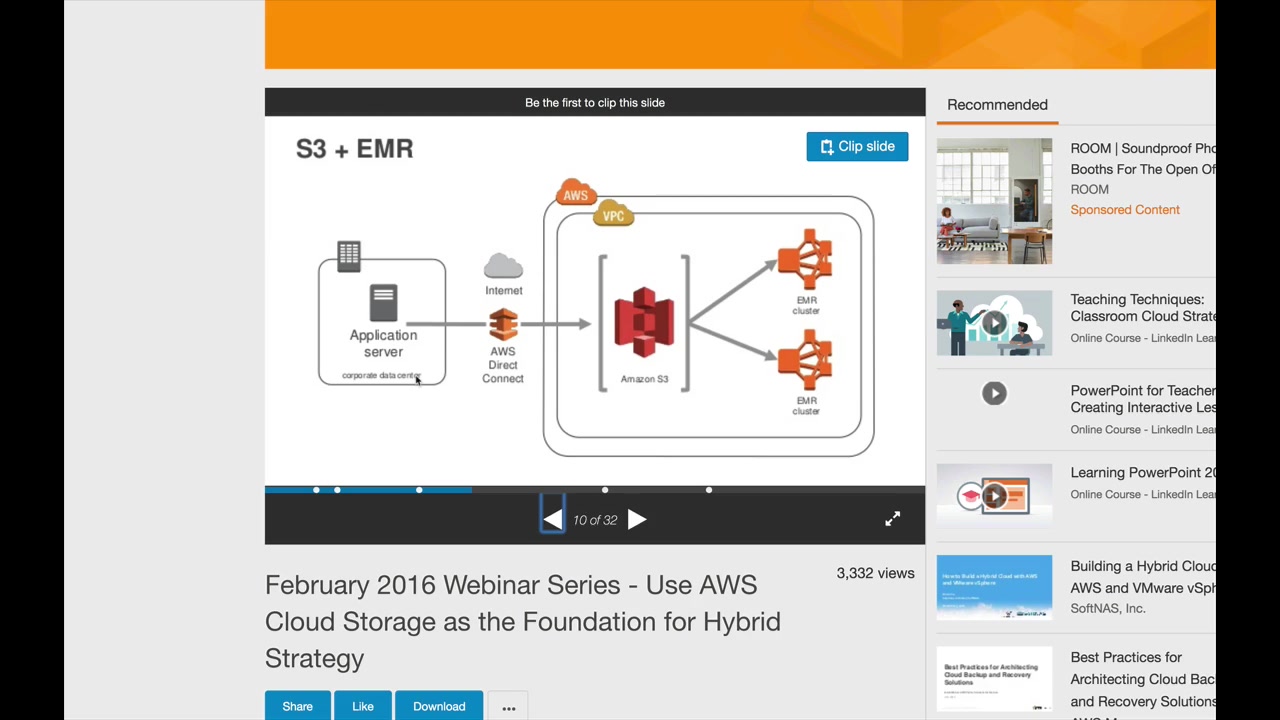 Be the first to clip this slide
S3 + EMR
Clip slide
AWS
VPC
Internet
Application
server
corporate data center
AWS
Direct
Connect
Amazon S3
EMR
cluster
EMR
cluster
10 of 32
February 2016 Webinar Series - Use AWS
Cloud Storage as the Foundation for Hybrid
Strategy
3,332 views
Share
Like
Download
...
Recommended
ROOM | Soundproof Pho
Booths For The Open Of
ROOM
Sponsored Content
Teaching Techniques:
Classroom Cloud Strate
Online Course - LinkedIn Lear
PowerPoint for Teacher
Creating Interactive Les
Online Course - LinkedIn Lear
Learning PowerPoint 20
Online Course - LinkedIn Lear
How to Build a Hybrid Cloud with AWS
and VMware vSphere
Building a Hybrid Cloud
AWS and VMware vSph
SoftNAS, Inc.
Best Practices for Architecting
Cloud Backup and Recovery
Solutions
Best Practices for
Architecting Cloud Bac
and Recovery Solutions